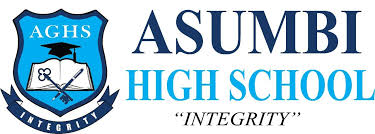 AGHS
INTEGRITY
ASUMBI
HIGH SCHOOL
"INTEGRITY"